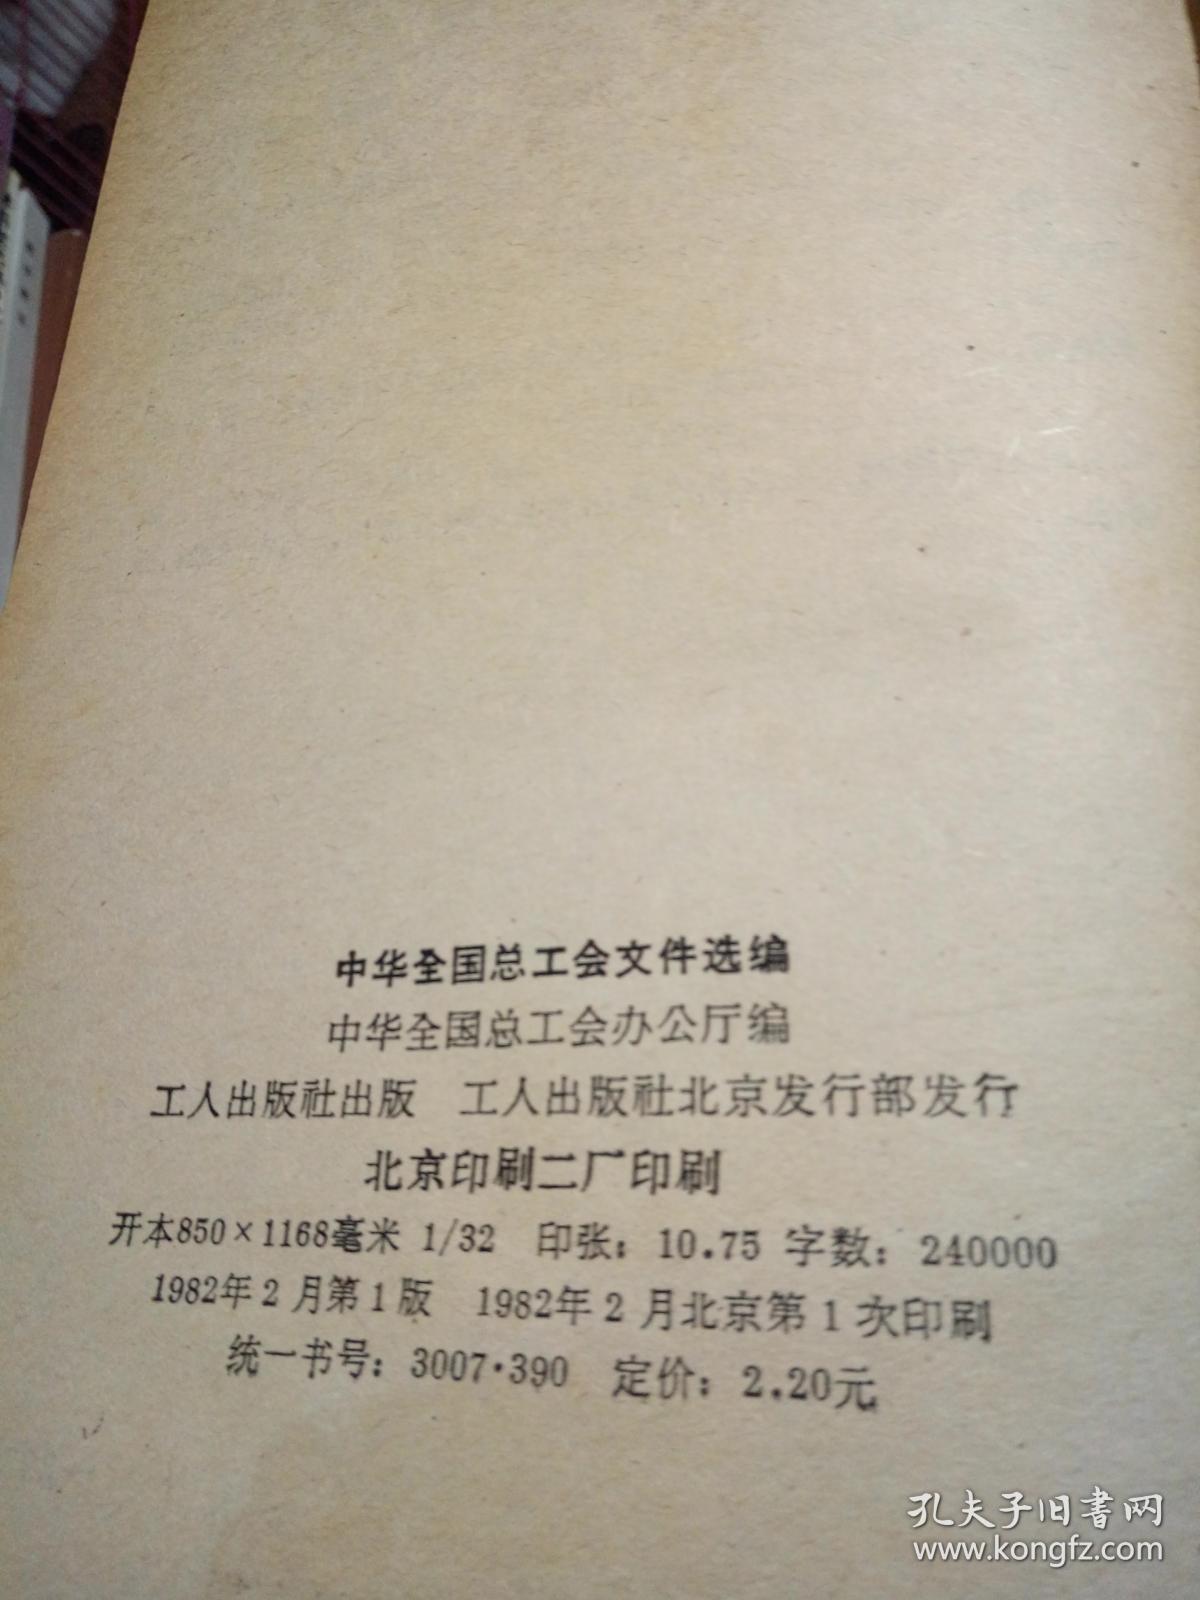 中华全国总工会文件选编
中华全国总工会办公厅编
工人出版社出版 工人出版社北京发行部发行
北京印刷二厂印刷
开本850×1168毫米 1/32 印张：10.75 字数：240000
1982年2月第1版 1982年2月北京第1次印刷
统一书号：3007·390 定价：2.20元
孔夫子旧书网
www.kongfz.com